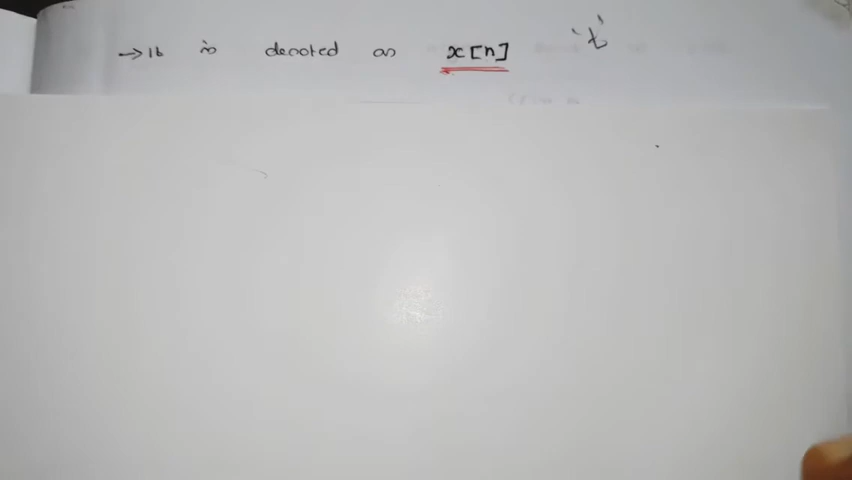 → It is denoted as x[n] 't'